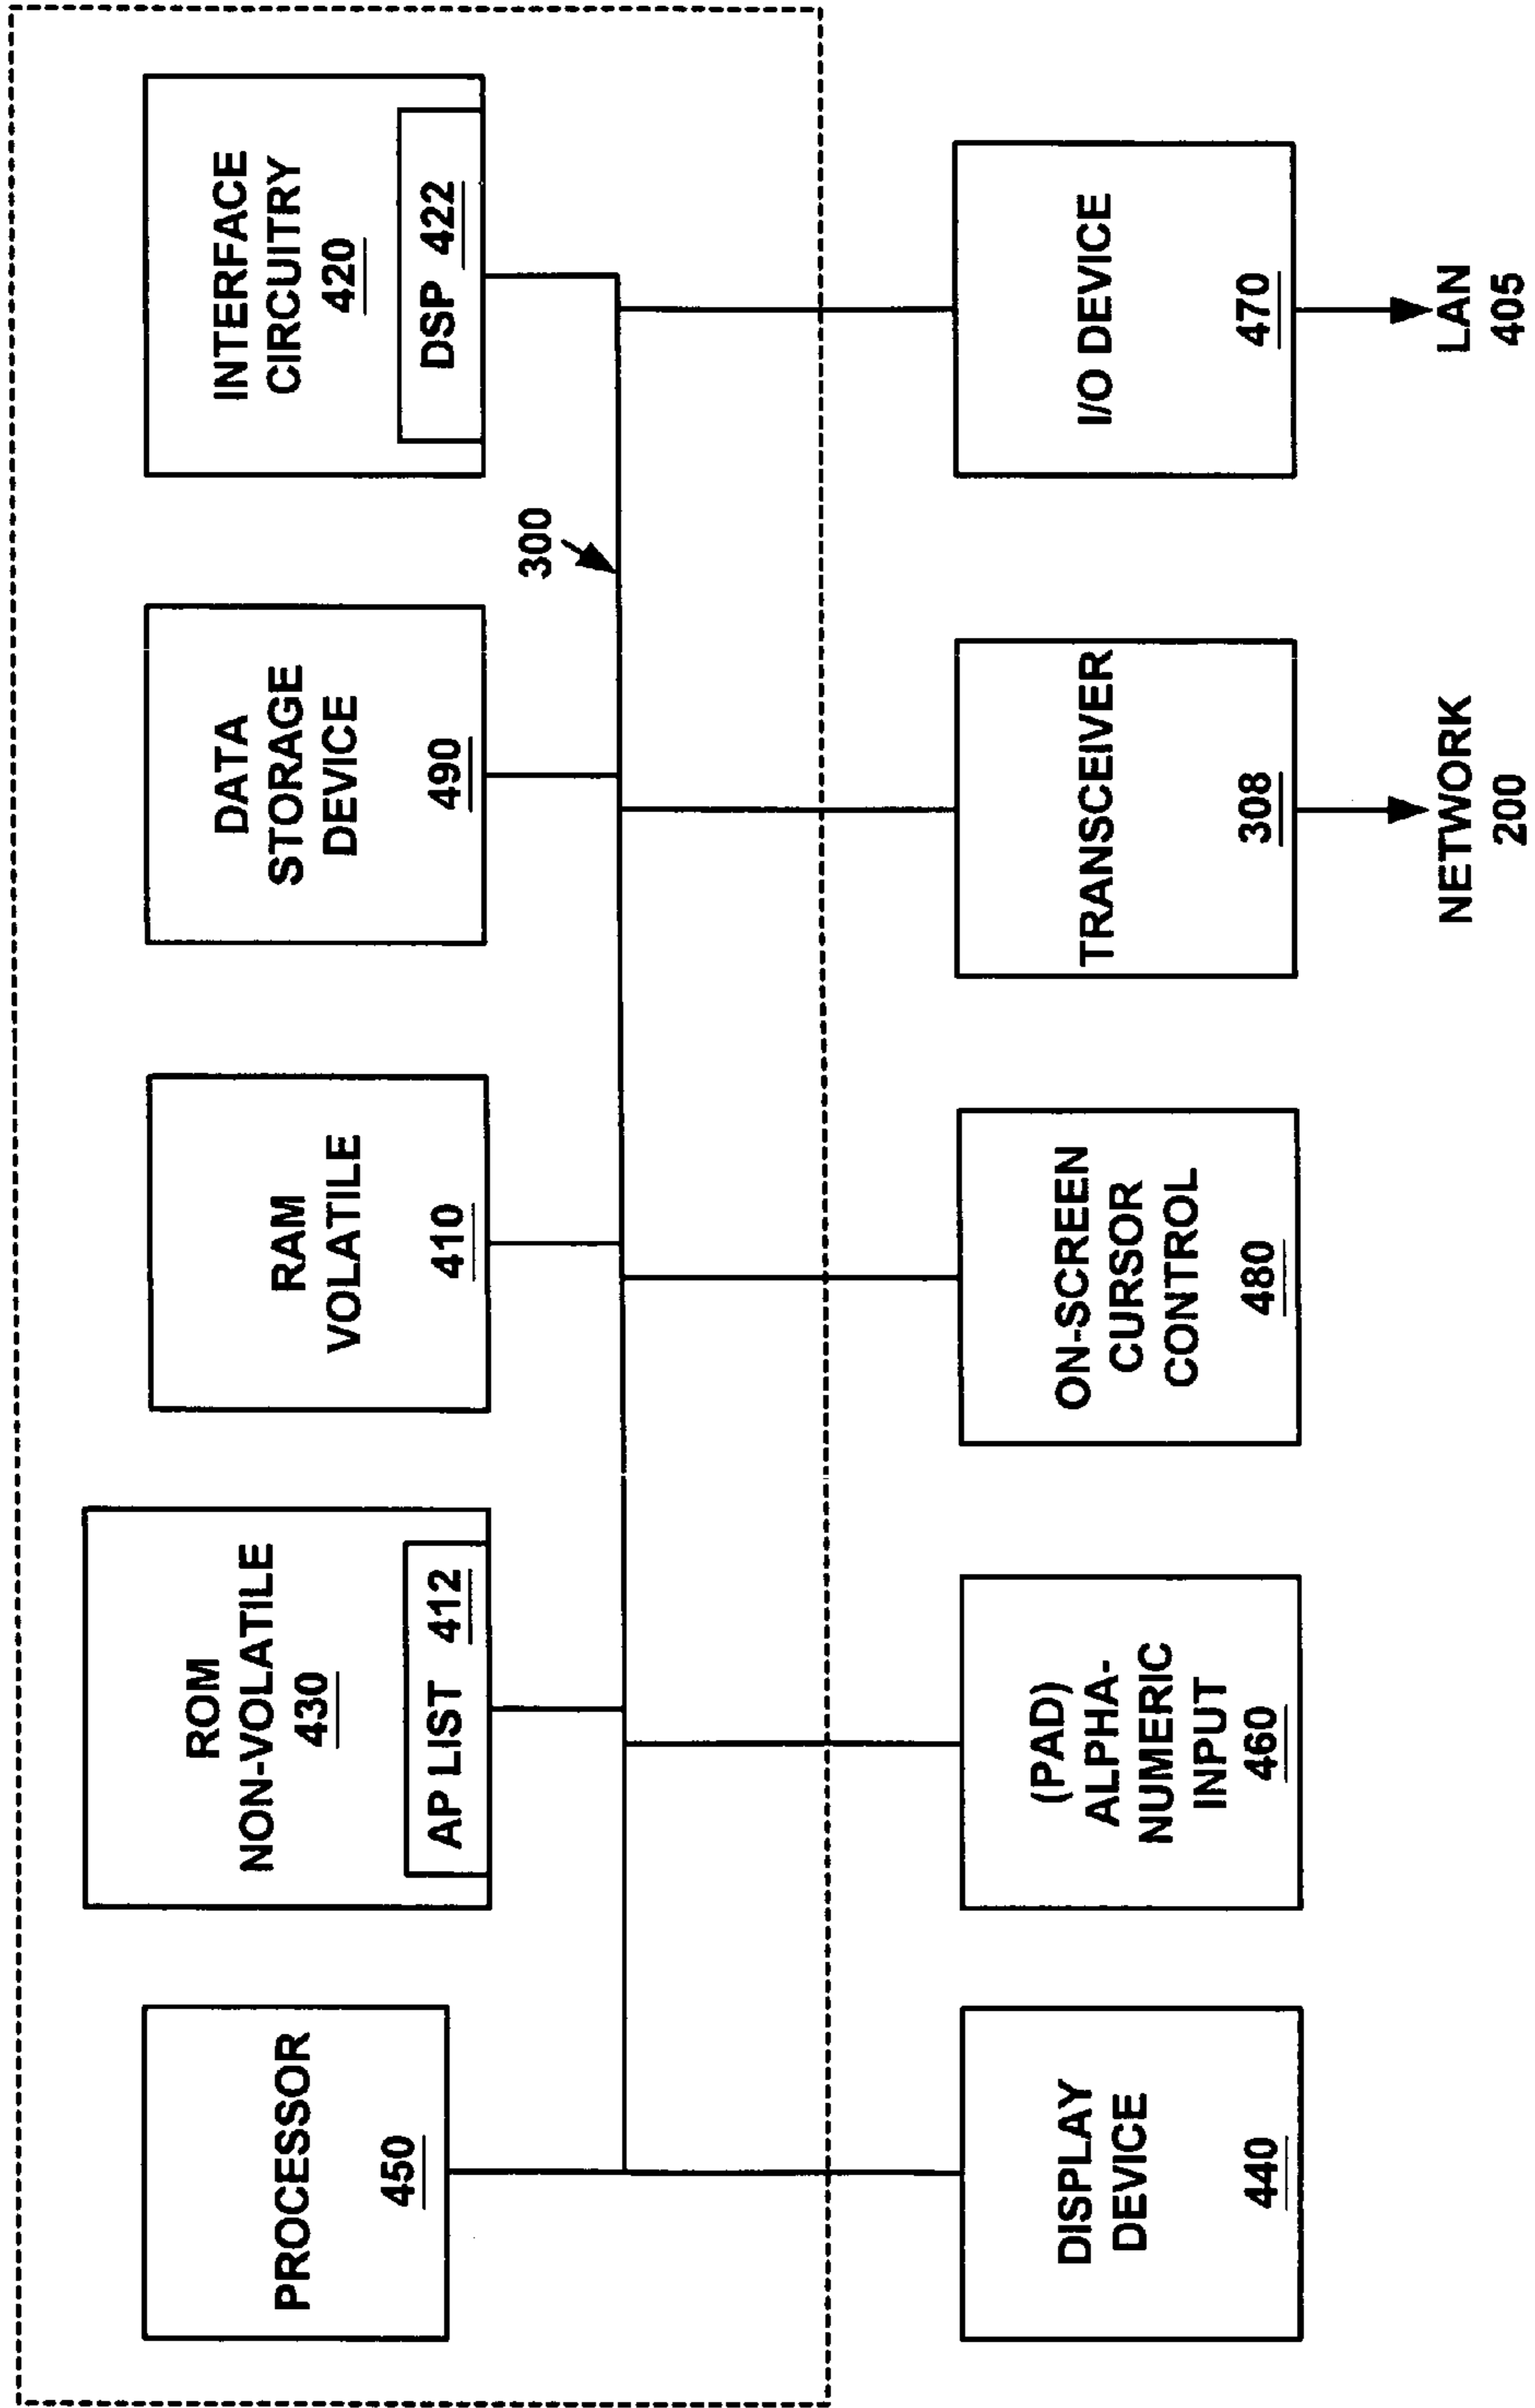 PROCESSOR
450
ROM
NON-VOLATILE
430
AP LIST 412
RAM
VOLATILE
410
DATA
STORAGE
DEVICE
490
INTERFACE
CIRCUITRY
420
DSP 422
300
DISPLAY
DEVICE
440
(PAD)
ALPHA-
NUMERIC
INPUT
460
ON-SCREEN
CURSOR
CONTROL
480
TRANSCEIVER
308
I/O DEVICE
470
NETWORK
200
LAN
405